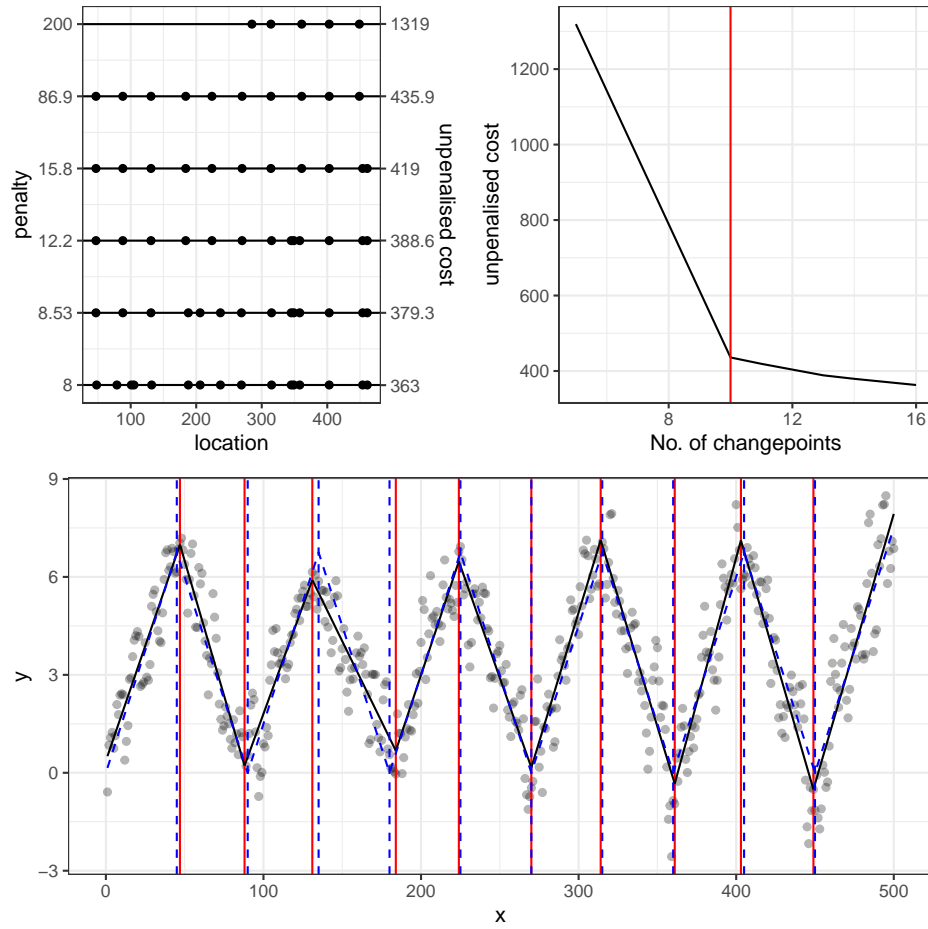 200
86.9
15.8
12.2
8.53
8
penalty
1319
435.9
419
388.6
379.3
363
unpenalised cost
100 200 300 400
location
1200
1000
800
600
400
unpenalised cost
8 12 16
No. of changepoints
9
6
3
0
−3
y
0 100 200 300 400 500
x